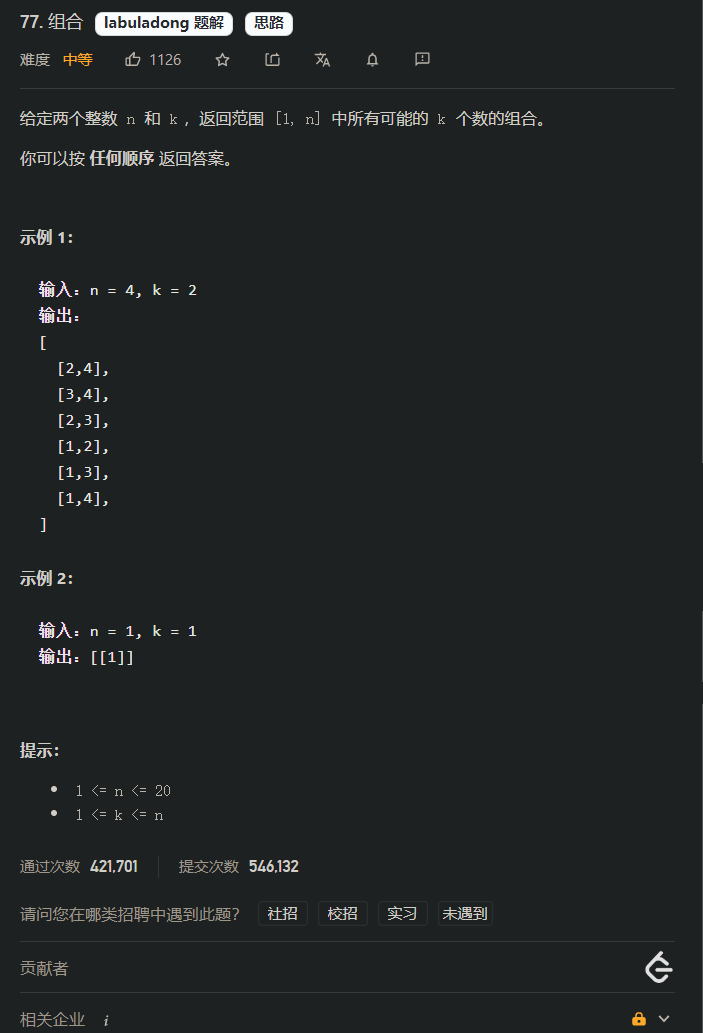 77. 组合 labuladong 题解 思路
难度 中等 1126
给定两个整数 n 和 k ，返回范围 [1, n] 中所有可能的 k 个数的组合。
你可以按 任何顺序 返回答案。
示例 1：
输入：n = 4, k = 2
输出：
[
  [2,4],
  [3,4],
  [2,3],
  [1,2],
  [1,3],
  [1,4],
]
示例 2：
输入：n = 1, k = 1
输出：[[1]]
提示：
• 1 <= n <= 20
• 1 <= k <= n
通过次数 421,701 提交次数 546,132
请问您在哪类招聘中遇到此题？ 社招 校招 实习 未遇到
贡献者
相关企业 i